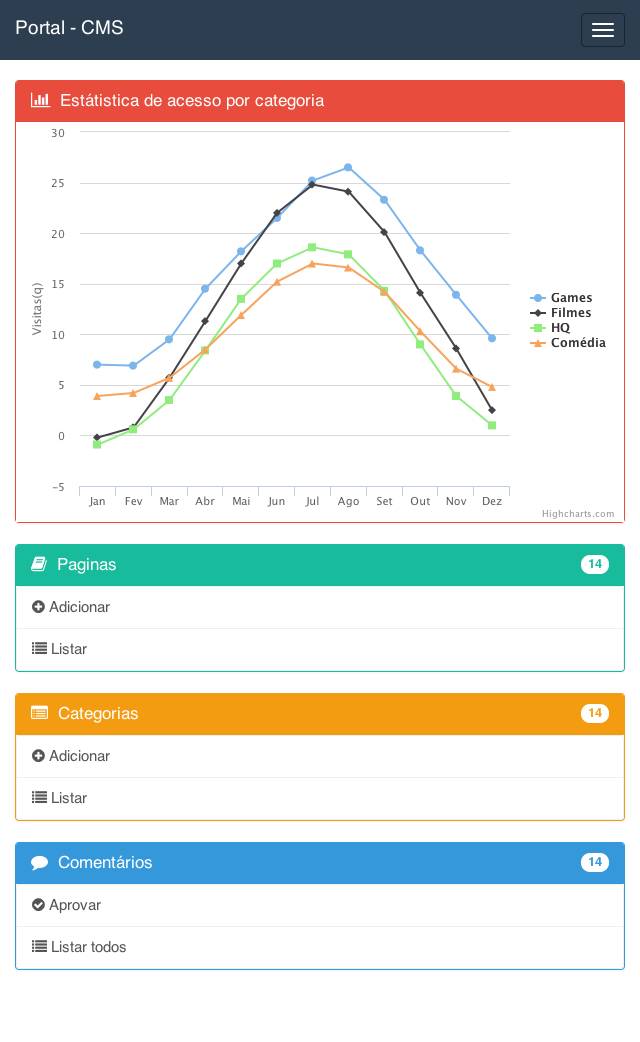 Portal - CMS
Estátistica de acesso por categoria
30
25
20
15
10
5
0
−5
Visitas(q)
Jan Fev Mar Abr Mai Jun Jul Ago Set Out Nov Dez
Games
Filmes
HQ
Comédia
Highcharts.com
Paginas 14
Adicionar
Listar
Categorias 14
Adicionar
Listar
Comentários 14
Aprovar
Listar todos